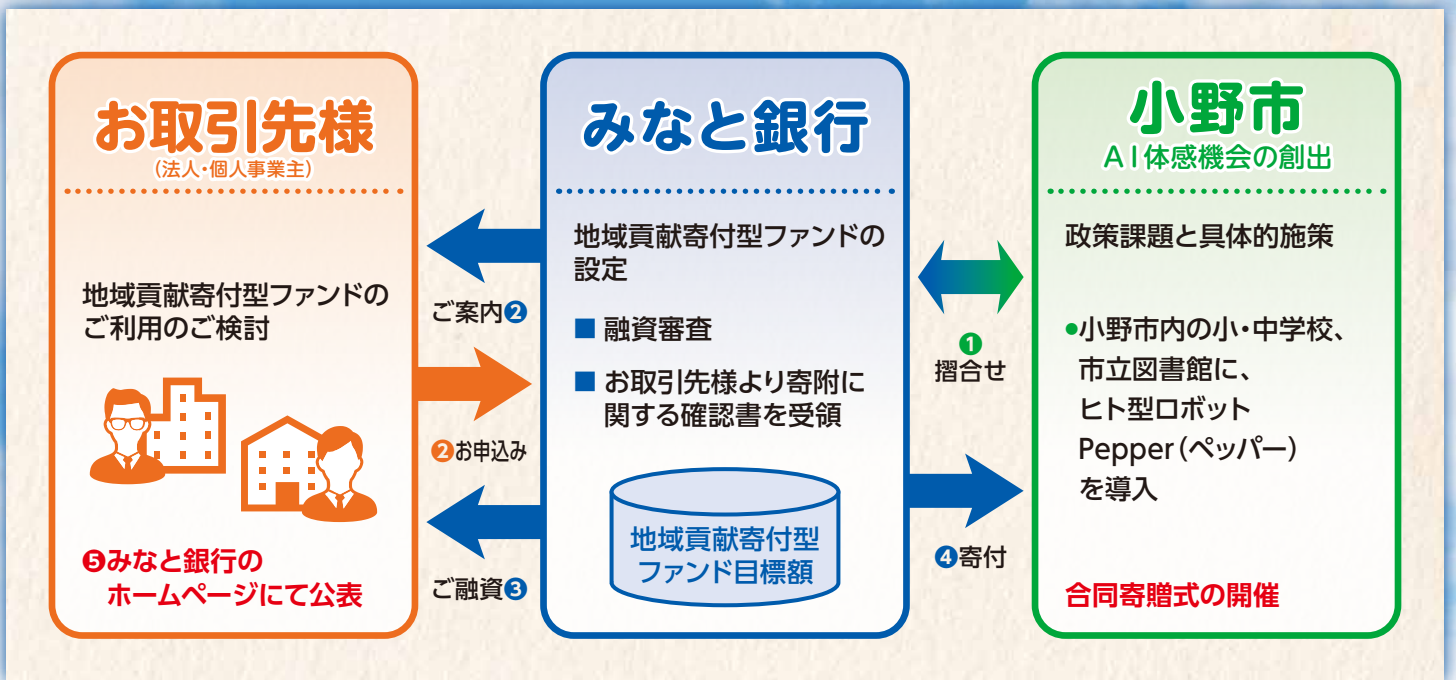 お取引先様
(法人・個人事業主)
地域貢献寄付型ファンドの
ご利用のご検討
❺みなと銀行の
ホームページにて公表
ご案内❷
❷お申込み
ご融資❸
みなと銀行
地域貢献寄付型ファンドの
設定
■ 融資審査
■ お取引先様より寄附に
関する確認書を受領
地域貢献寄付型
ファンド目標額
❶
摺合せ
❹寄付
小野市
AI体感機会の創出
政策課題と具体的施策
●小野市内の小・中学校、
市立図書館に、
ヒト型ロボット
Pepper(ペッパー)
を導入
合同寄贈式の開催